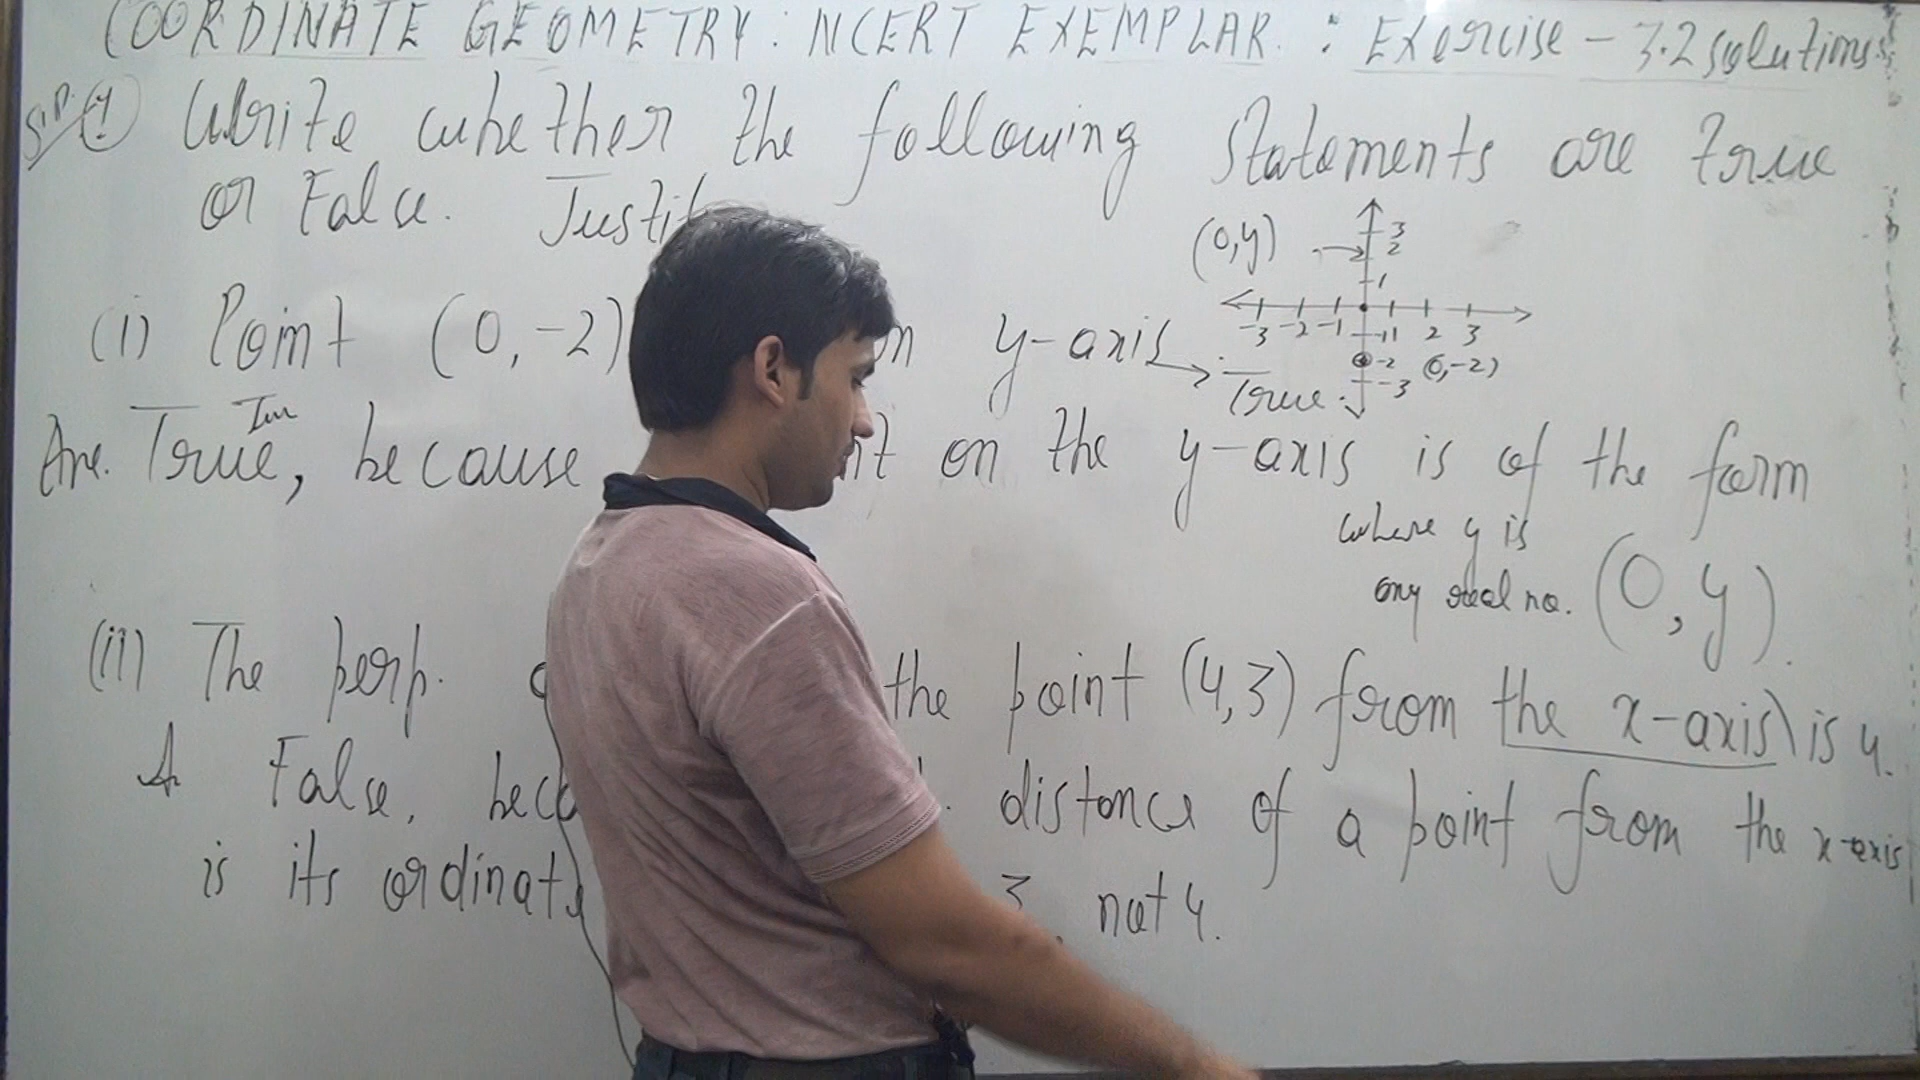 COORDINATE GEOMETRY : NCERT EXEMPLAR. : Exercise - 3.2 solutions
Write whether the following statements are true
or False. Justif
(0,y)
3
2
1
-3 -2 -1 1 2 3
-1
-2 (0,-2)
-3
(i) Point (0,-2) n y-axis → True.
Ans. True, because nt on the y-axis is of the form
where y is
any real no. (0, y).
(ii) The perp. the point (4,3) from the x-axis is 4.
A False, beca . distance of a point from the x-axis
is its ordinat 3, not 4.